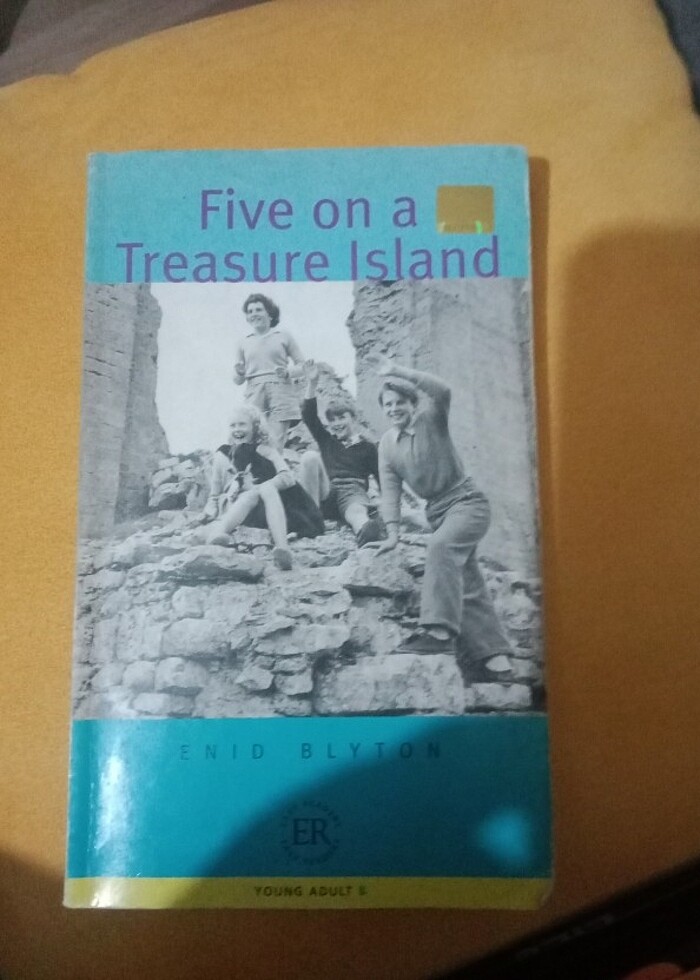 Five on a
Treasure Island
ENID BLYTON
ER
YOUNG ADULT